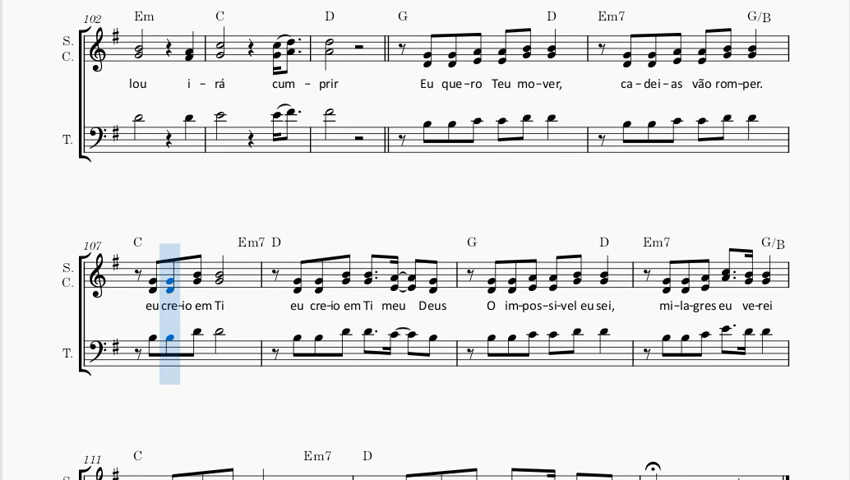 102 Em C D G D Em7 G/B
S.
C.
lou i – rá cum – prir Eu que–ro Teu mo–ver, ca–dei–as vão rom–per.
T.
107 C Em7 D G D Em7 G/B
S.
C.
eu cre–io em Ti eu cre–io em Ti meu Deus O im–pos–sí–vel eu sei, mi–la–gres eu ve–rei
T.
111 C Em7 D
S.